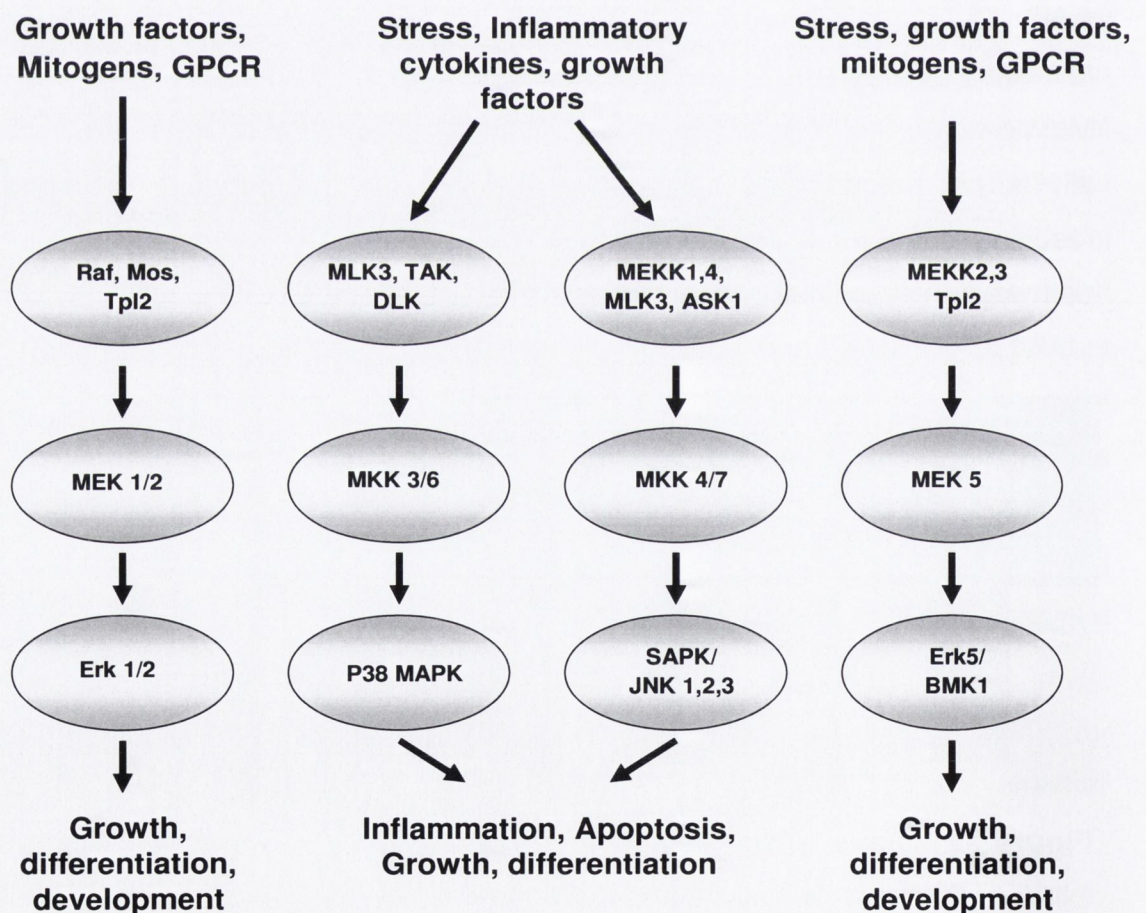 Growth factors,
Mitogens, GPCR
Stress, Inflammatory
cytokines, growth
factors
Stress, growth factors,
mitogens, GPCR
Raf, Mos,
Tpl2
MLK3, TAK,
DLK
MEKK1,4,
MLK3, ASK1
MEKK2,3
Tpl2
MEK 1/2
MKK 3/6
MKK 4/7
MEK 5
Erk 1/2
P38 MAPK
SAPK/
JNK 1,2,3
Erk5/
BMK1
Growth,
differentiation,
development
Inflammation, Apoptosis,
Growth, differentiation
Growth,
differentiation,
development